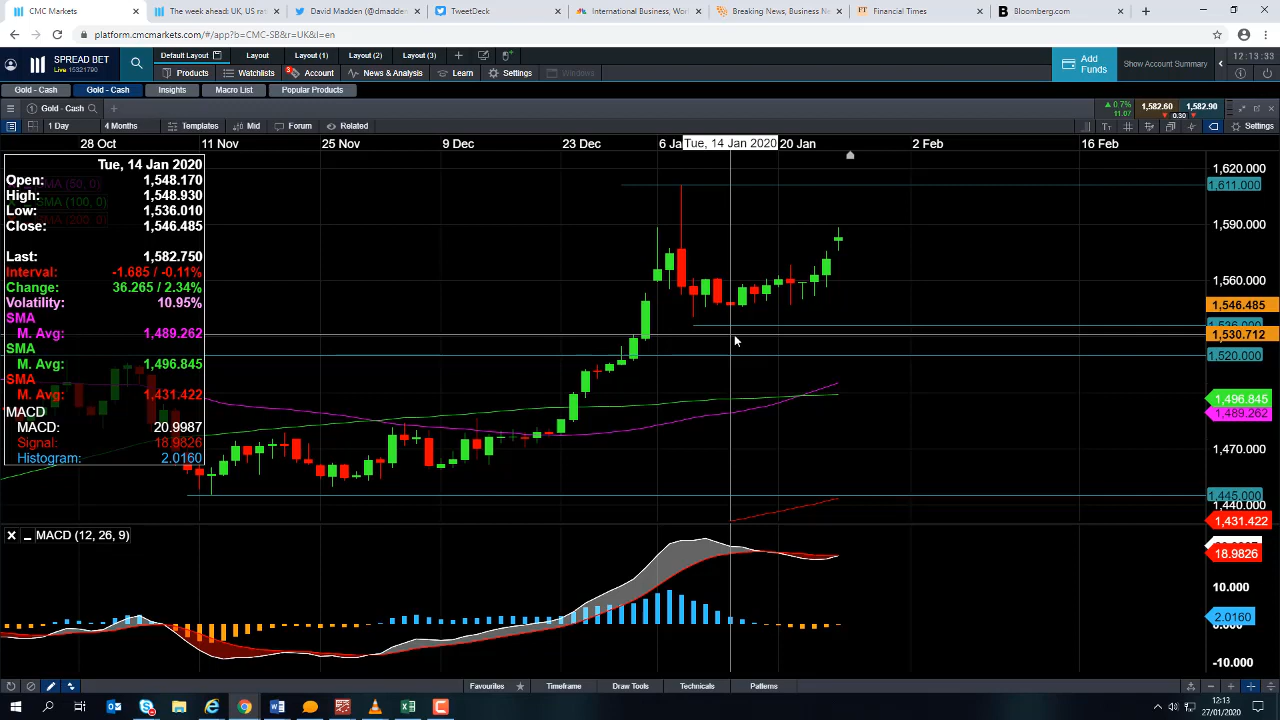 CMC Markets
The week ahead: UK, US ra
David Madden (@dmadden
TweetDeck
International Business, Wor
Breaking News, Business Ne
Financial Times
Bloomberg.com
platform.cmcmarkets.com/#/app?b=CMC-SB&r=UK&l=en
SPREAD BET
Live 15321790
Default Layout
Layout
Layout (1)
Layout (2)
Layout (3)
Products
Watchlists
Account
News & Analysis
Learn
Settings
Windows
Add Funds
Show Account Summary
12:13:33
Gold - Cash
Gold - Cash
Insights
Macro List
Popular Products
Gold - Cash
0.7%
11.07
1,582.60
0.30
1,582.90
1 Day
4 Months
Templates
Mid
Forum
Related
Settings
28 Oct
11 Nov
25 Nov
9 Dec
23 Dec
6 Ja
Tue, 14 Jan 2020
20 Jan
2 Feb
16 Feb
Tue, 14 Jan 2020
Open: 1,548.170
High: 1,548.930
Low: 1,536.010
Close: 1,546.485
Last: 1,582.750
Interval: -1.685 / -0.11%
Change: 36.265 / 2.34%
Volatility: 10.95%
SMA
M. Avg: 1,489.262
SMA
M. Avg: 1,496.845
SMA
M. Avg: 1,431.422
MACD
MACD: 20.9987
Signal: 18.9826
Histogram: 2.0160
SMA (50, 0)
SMA (100, 0)
SMA (200, 0)
1,620.000
1,611.000
1,590.000
1,560.000
1,546.485
1,530.712
1,520.000
1,496.845
1,489.262
1,470.000
1,445.000
1,440.000
1,431.422
MACD (12, 26, 9)
18.9826
10.000
2.0160
-10.000
Favourites
Timeframe
Draw Tools
Technicals
Patterns
12:13
27/01/2020